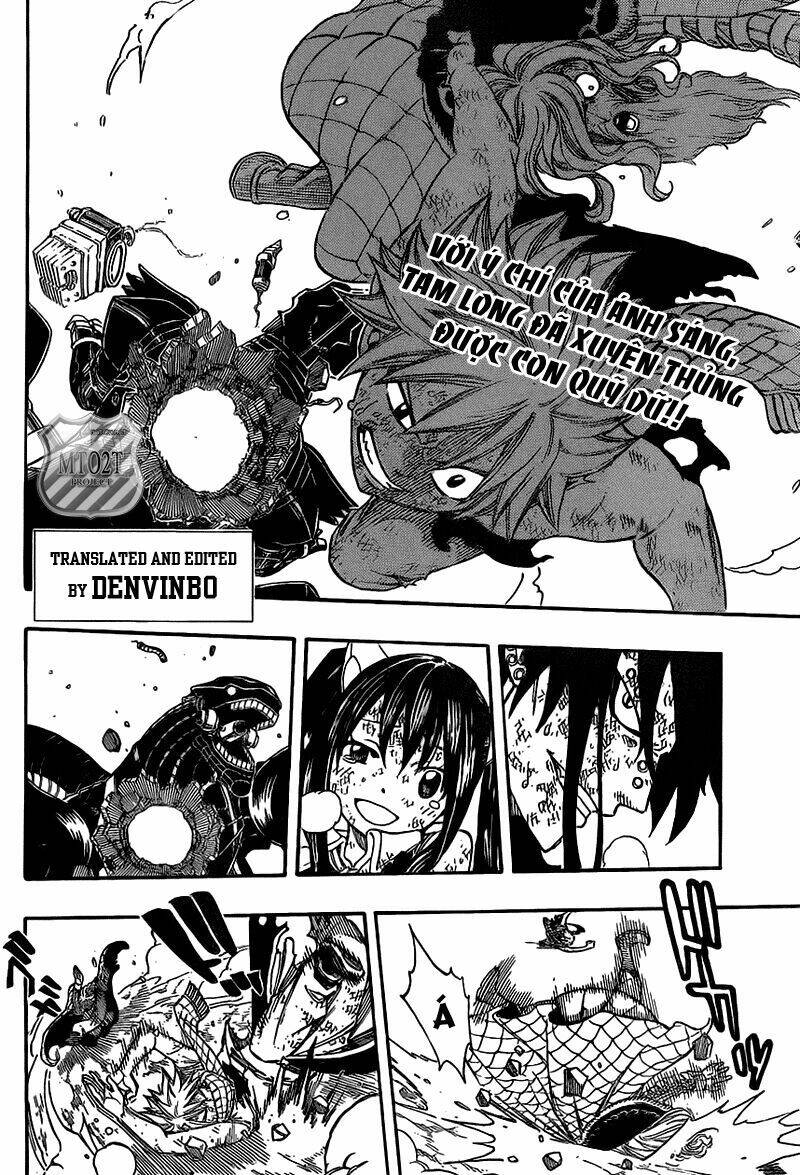 VỚI Ý CHÍ CỦA ÁNH SÁNG,
TAM LONG ĐÃ XUYÊN THỦNG
ĐƯỢC CON QUỸ DỮ!!
MT02T
PROJECT
TRANSLATED AND EDITED
BY DENVINBO
Á